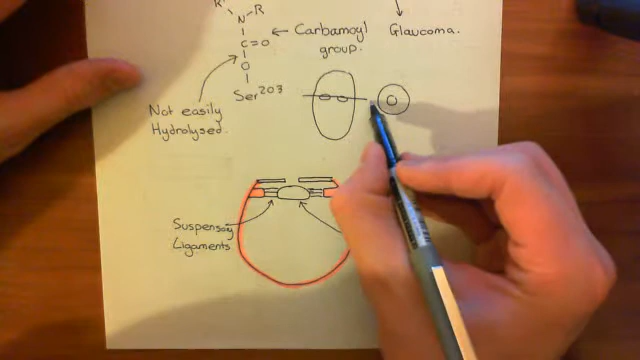 R' N-R
C=O
O
Ser203
Carbamoyl
group.
Glaucoma.
Not easily
Hydrolysed.
Suspensory
Ligaments